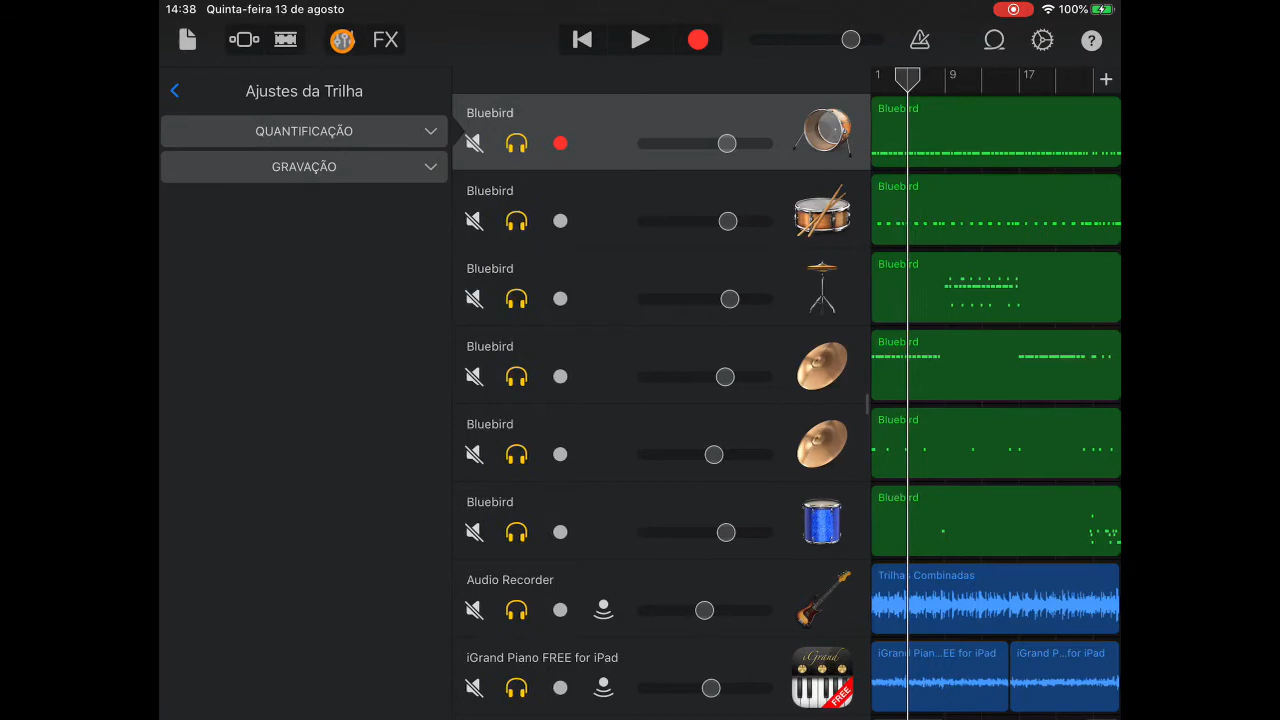 14:38 Quinta-feira 13 de agosto 100%
FX
?
Ajustes da Trilha
QUANTIFICAÇÃO
GRAVAÇÃO
1 9 17 +
Bluebird Bluebird
Bluebird Bluebird
Bluebird Bluebird
Bluebird Bluebird
Bluebird Bluebird
Bluebird Bluebird
Audio Recorder Trilhas Combinadas
iGrand Piano FREE for iPad iGrand Pian...EE for iPad iGrand P...for iPad
iGrand
FREE